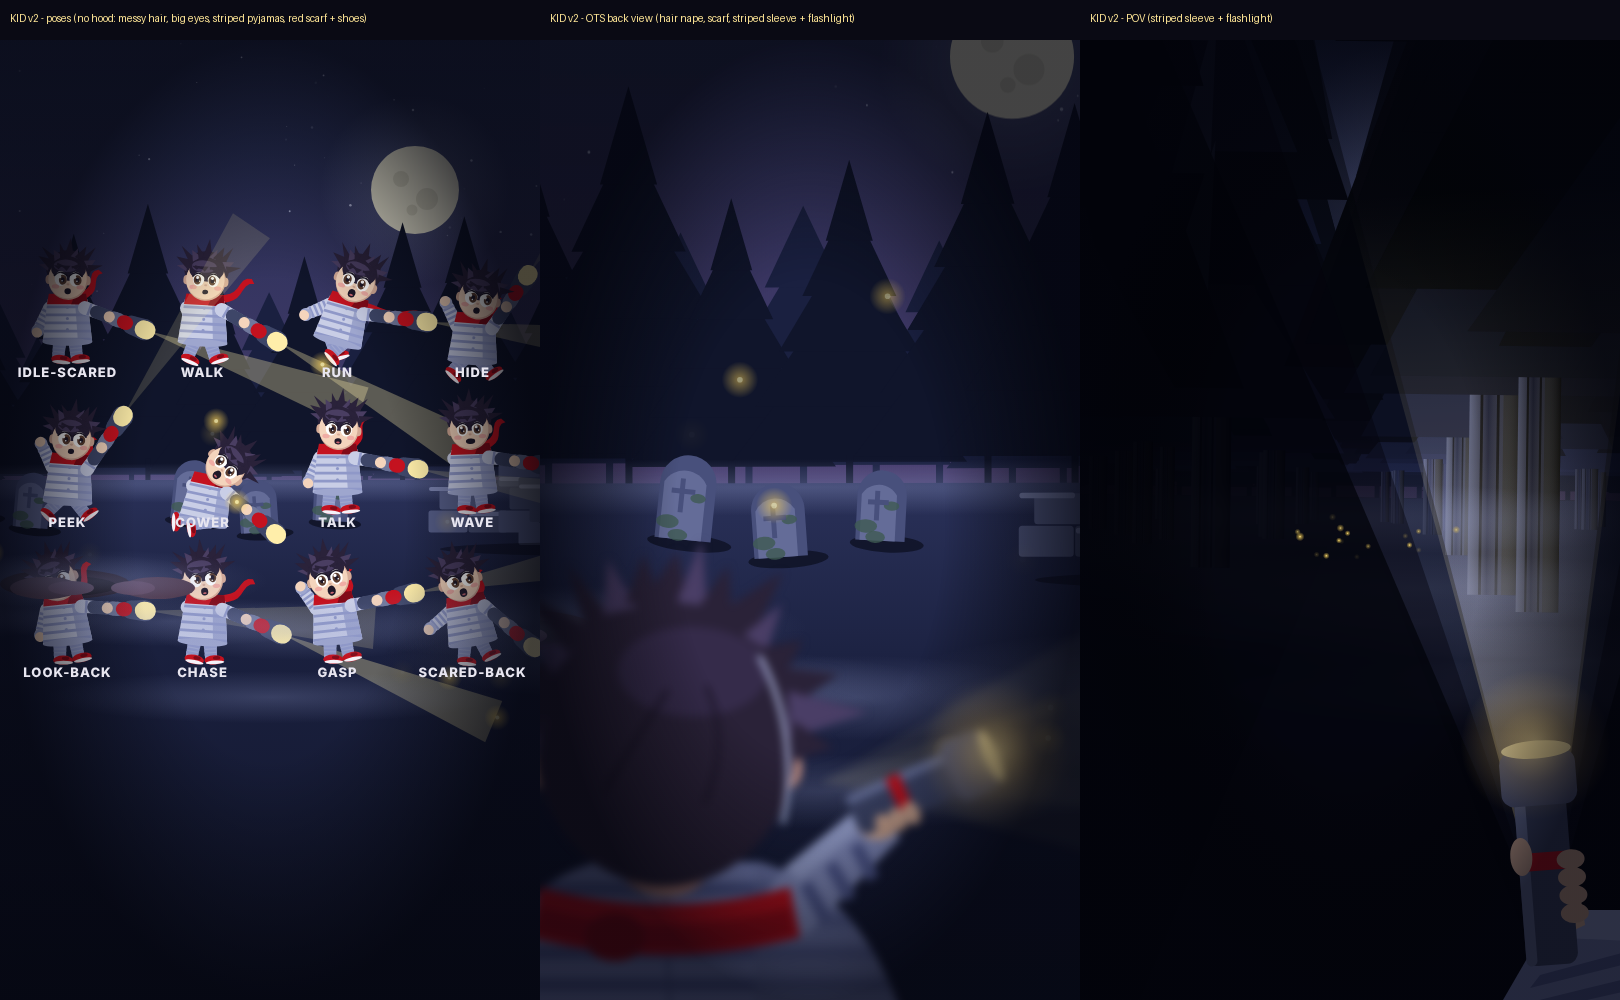 KID v2 - poses (no hood: messy hair, big eyes, striped pyjamas, red scarf + shoes)
KID v2 - OTS back view (hair nape, scarf, striped sleeve + flashlight)
KID v2 - POV (striped sleeve + flashlight)
IDLE-SCARED
WALK
RUN
HIDE
PEEK
COWER
TALK
WAVE
LOOK-BACK
CHASE
GASP
SCARED-BACK